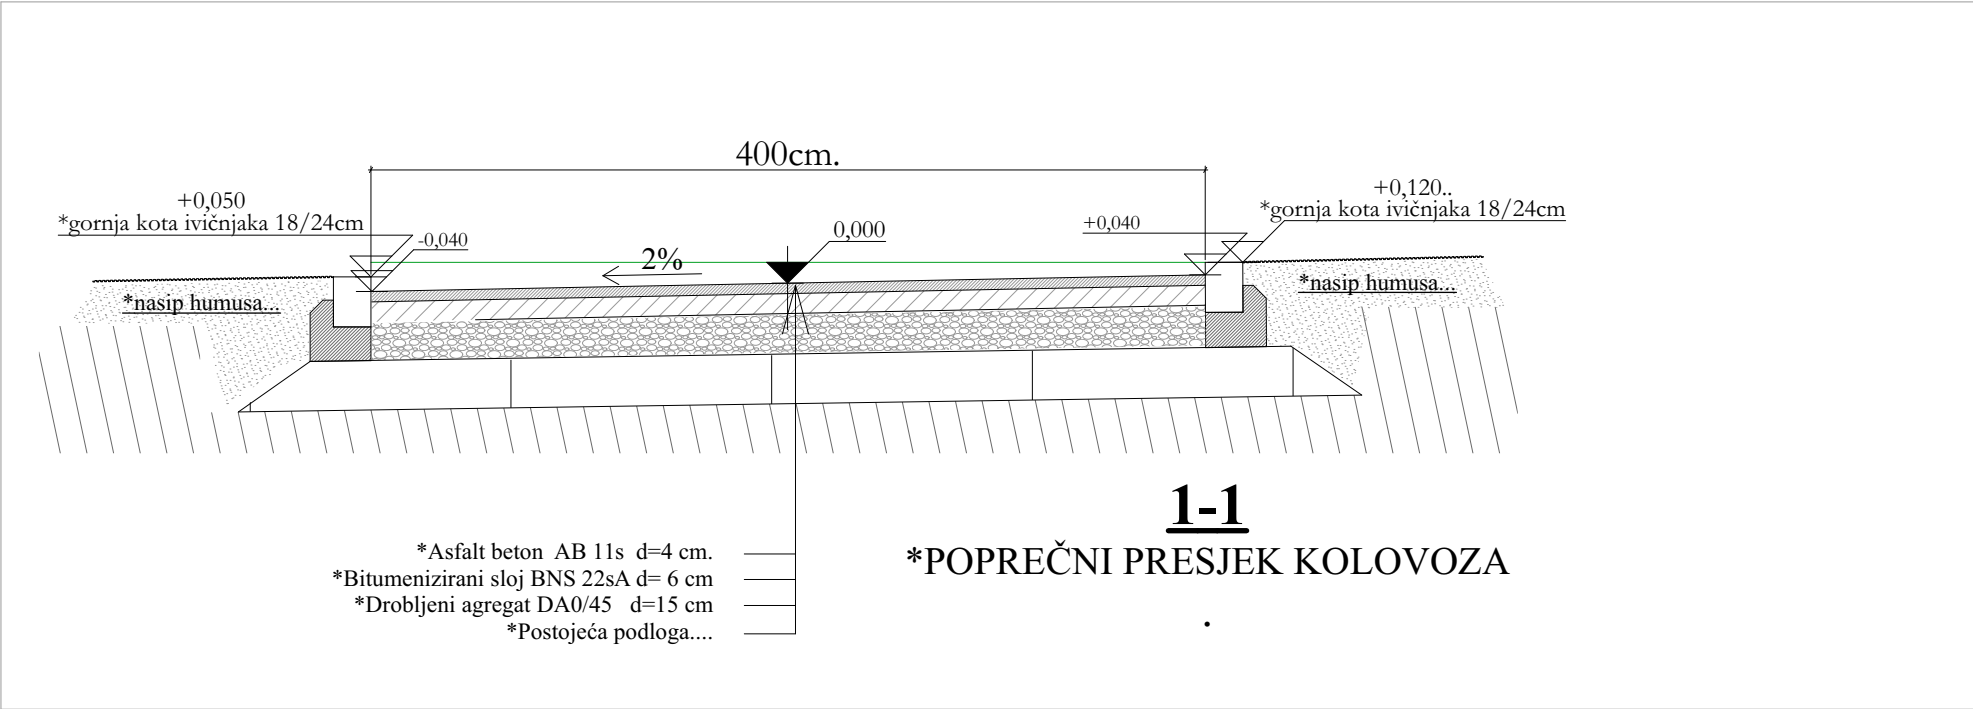 400cm.
+0,050
*gornja kota ivičnjaka 18/24cm
-0,040
2%
0,000
+0,040
+0,120..
*gornja kota ivičnjaka 18/24cm
*nasip humusa...
*nasip humusa...
*Asfalt beton AB 11s d=4 cm.
*Bitumenizirani sloj BNS 22sA d= 6 cm
*Drobljeni agregat DA0/45 d=15 cm
*Postojeća podloga....
1-1
*POPREČNI PRESJEK KOLOVOZA
.